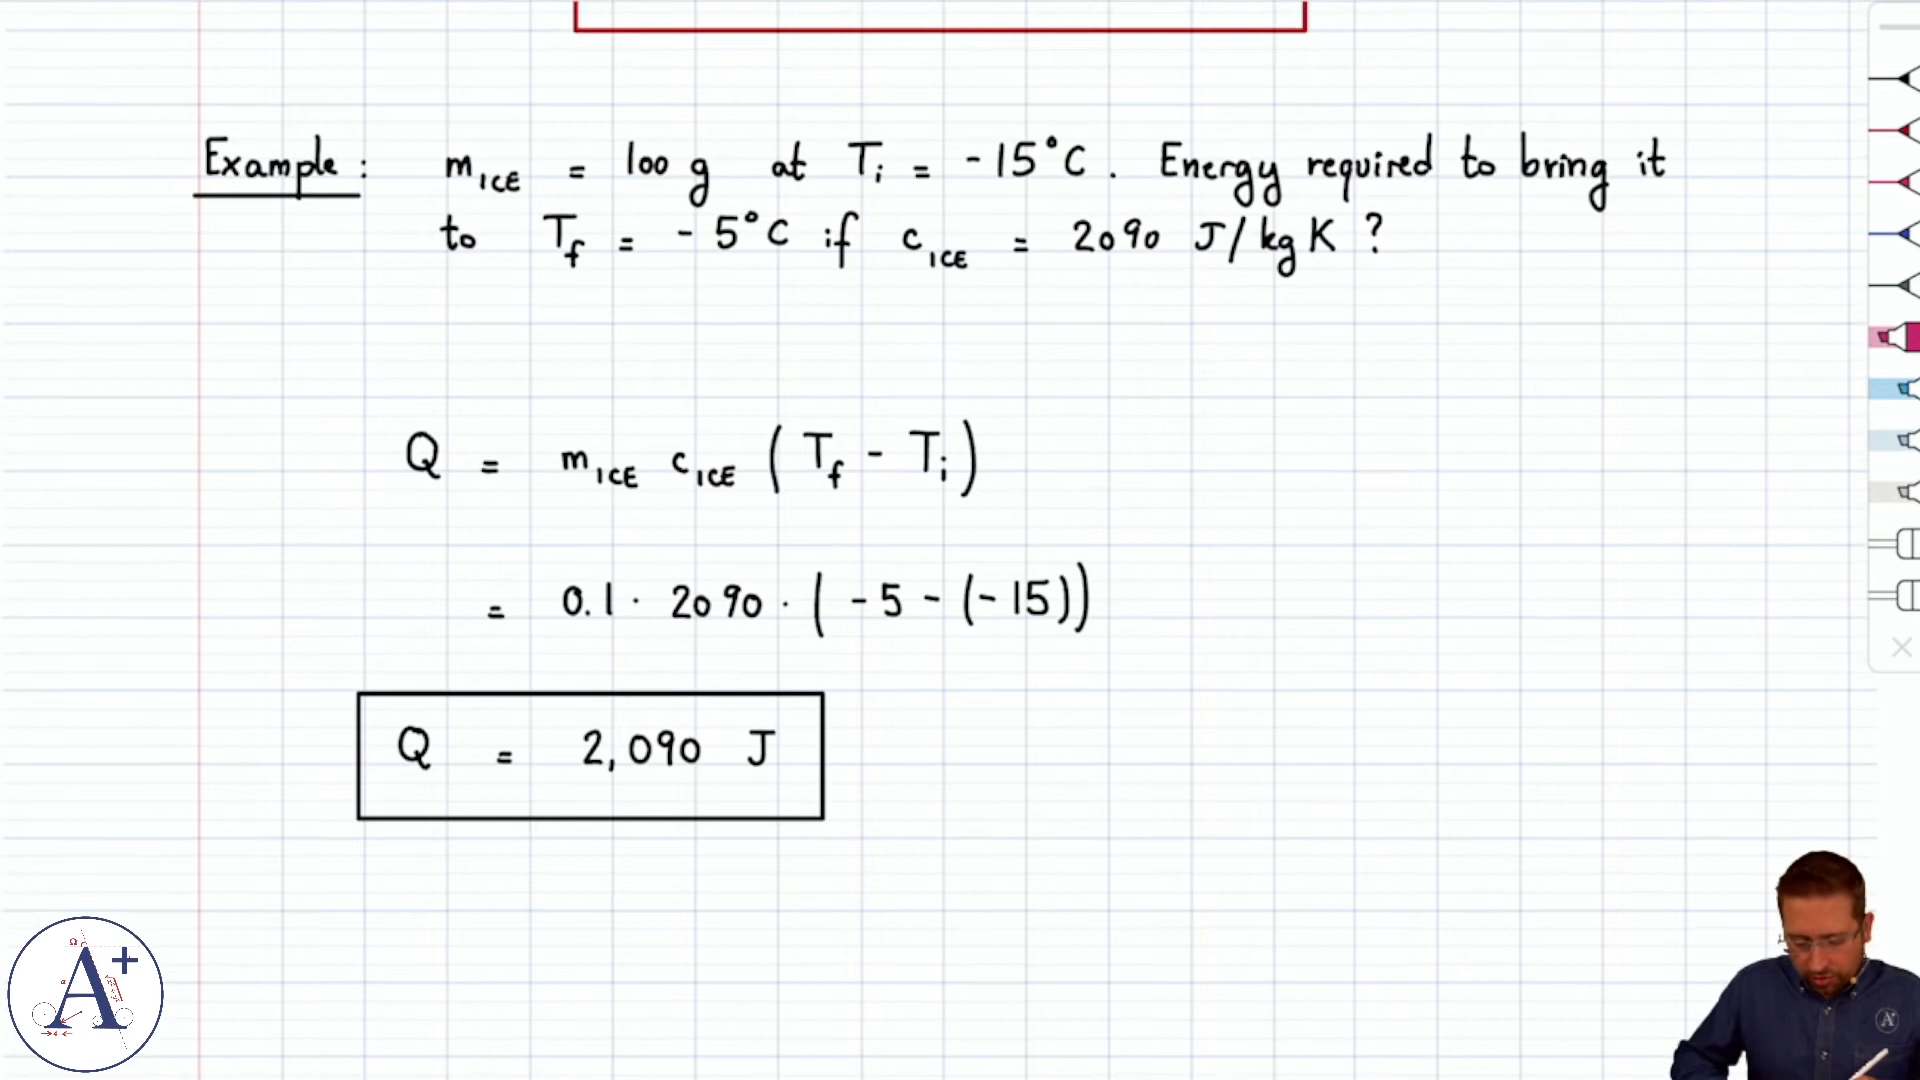 Example: m_ICE = 100 g at T_i = -15°C. Energy required to bring it
to T_f = -5°C if c_ICE = 2090 J/kg K ?
Q = m_ICE c_ICE (T_f - T_i)
= 0.1 · 2090 · (-5 - (-15))
Q = 2,090 J
A+
A+